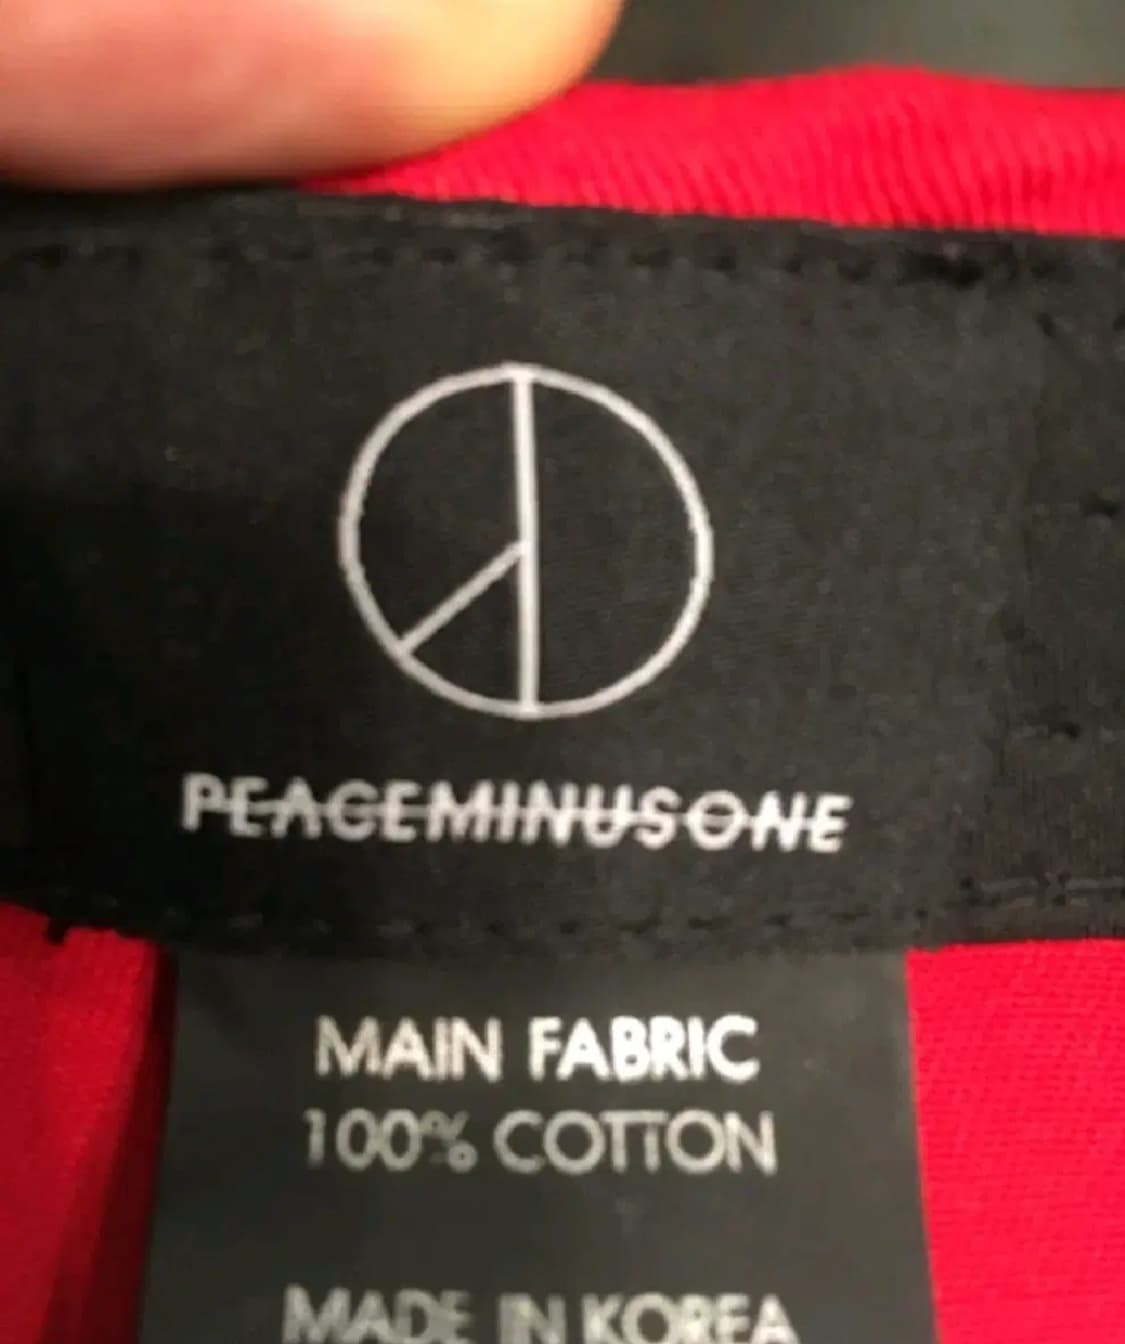 PEACEMINUSONE
MAIN FABRIC
100% COTTON
MADE IN KOREA